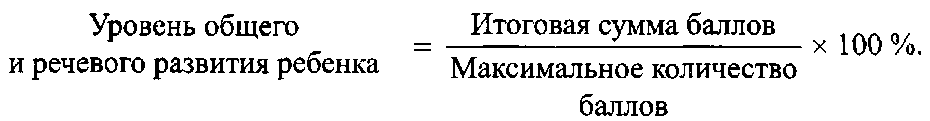 Уровень общего
и речевого развития ребенка
= Итоговая сумма баллов
Максимальное количество
баллов
× 100 %.